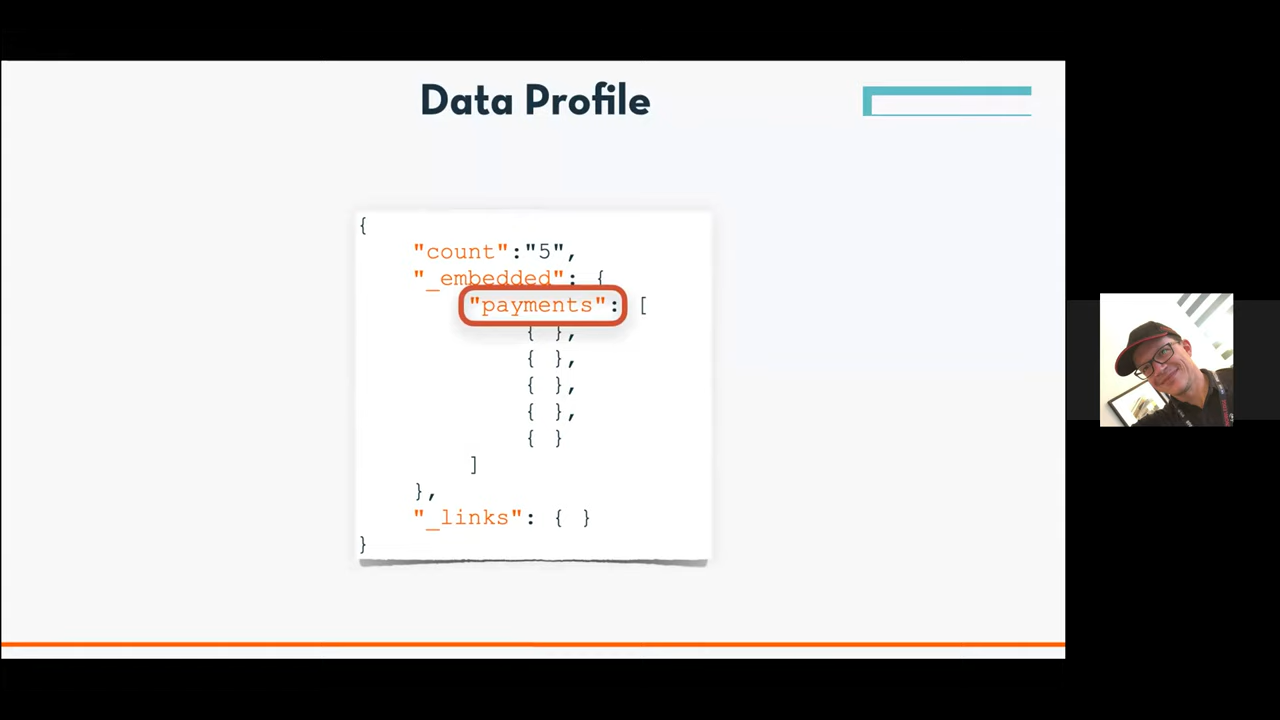 Data Profile
{
"count":"5",
"_embedded": {
"payments": [
{ },
{ },
{ },
{ },
{ }
]
},
"_links": { }
}